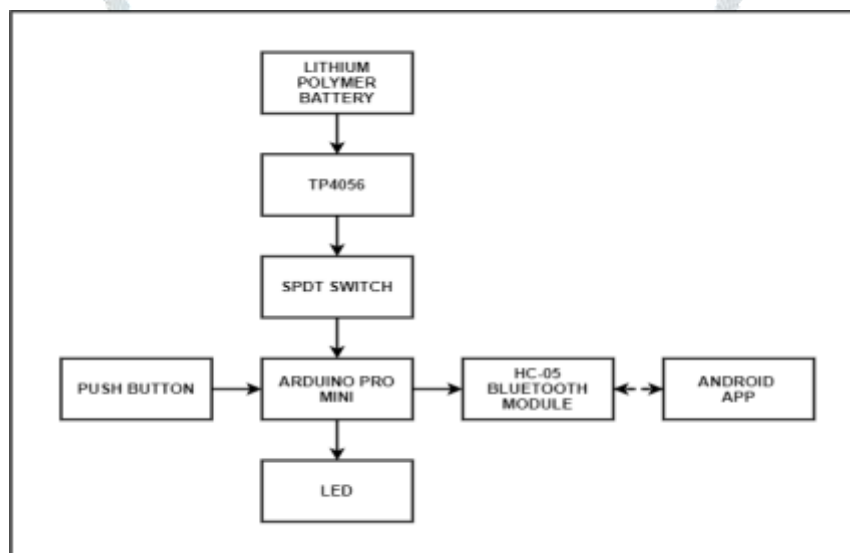 LITHIUM
POLYMER
BATTERY
TP4056
SPDT SWITCH
PUSH BUTTON
ARDUINO PRO
MINI
HC-05
BLUETOOTH
MODULE
ANDROID
APP
LED